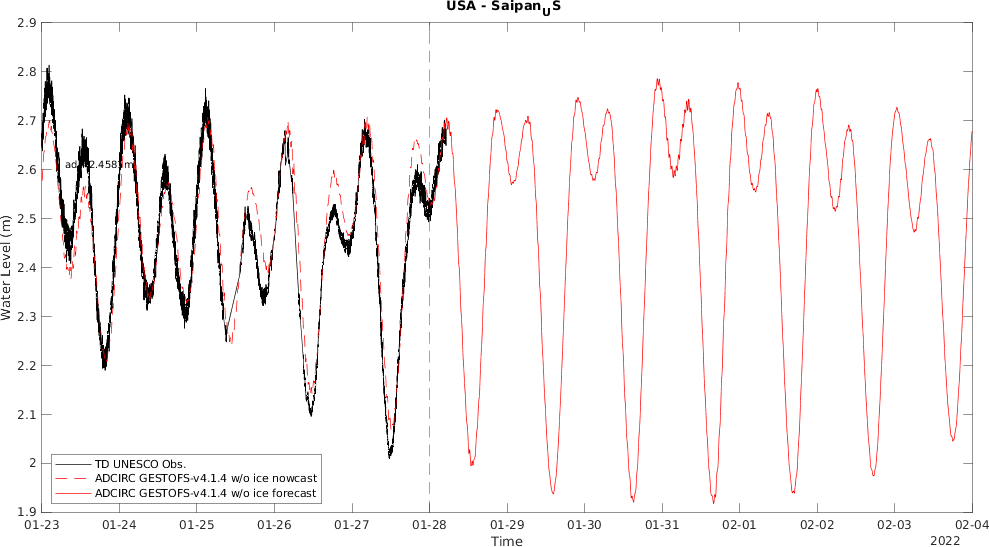 USA - Saipan_US
2.9
2.8
2.7
2.6
2.5
2.4
2.3
2.2
2.1
2
1.9
Water Level (m)
TD UNESCO Obs.
ADCIRC GESTOFS-v4.1.4 w/o ice nowcast
ADCIRC GESTOFS-v4.1.4 w/o ice forecast
01-23 01-24 01-25 01-26 01-27 01-28 01-29 01-30 01-31 02-01 02-02 02-03 02-04
Time
2022